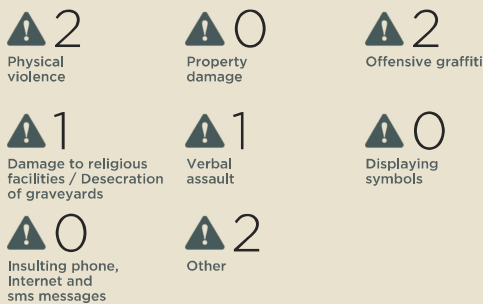 2
Physical
violence
0
Property
damage
2
Offensive graffiti
1
Damage to religious
facilities / Desecration
of graveyards
1
Verbal
assault
0
Displaying
symbols
0
Insulting phone,
Internet and
sms messages
2
Other